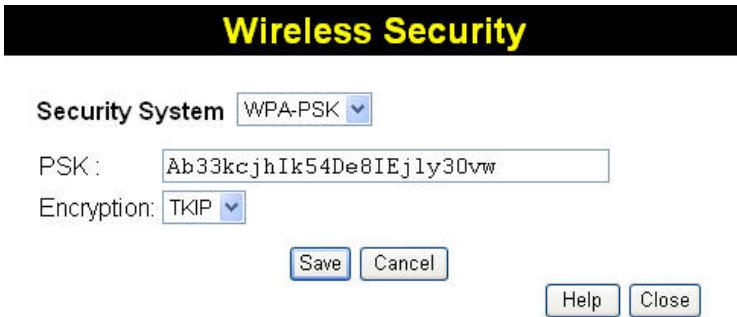 Wireless Security
Security System WPA-PSK
PSK : Ab33kcjhIk54De8IEjly30vw
Encryption: TKIP
Save Cancel
Help Close